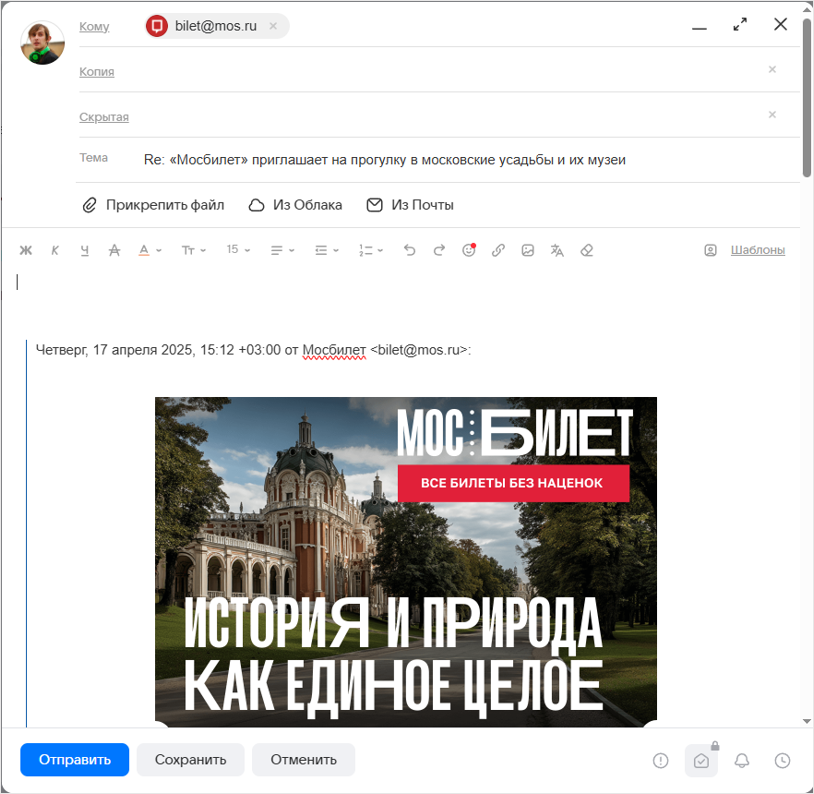 Кому bilet@mos.ru
Копия
Скрытая
Тема Re: «Мосбилет» приглашает на прогулку в московские усадьбы и их музеи
Прикрепить файл Из Облака Из Почты
Ж К Ч А А Тт 15 Шаблоны
Четверг, 17 апреля 2025, 15:12 +03:00 от Мосбилет <bilet@mos.ru>:
МОС БИЛЕТ
ВСЕ БИЛЕТЫ БЕЗ НАЦЕНОК
ИСТОРИЯ И ПРИРОДА
КАК ЕДИНОЕ ЦЕЛОЕ
Отправить Сохранить Отменить